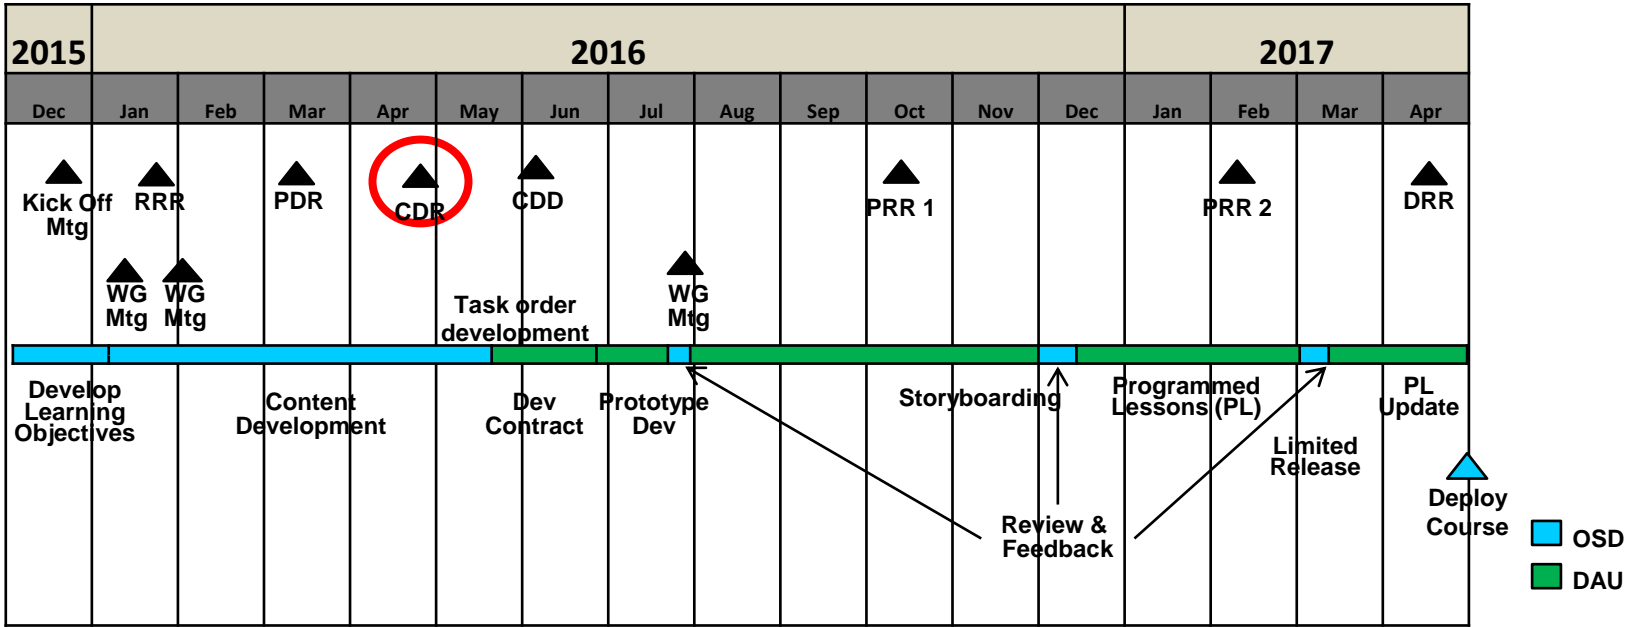 2015 2016 2017
Dec Jan Feb Mar Apr May Jun Jul Aug Sep Oct Nov Dec Jan Feb Mar Apr
Kick Off
Mtg
RRR
PDR
CDR
CDD
PRR 1
PRR 2
DRR
WG
Mtg
WG
Mtg
Task order
development
WG
Mtg
Develop
Learning
Objectives
Content
Development
Dev
Contract
Prototype
Dev
Storyboarding
Programmed
Lessons (PL)
PL
Update
Limited
Release
Deploy
Course
Review &
Feedback
OSD
DAU